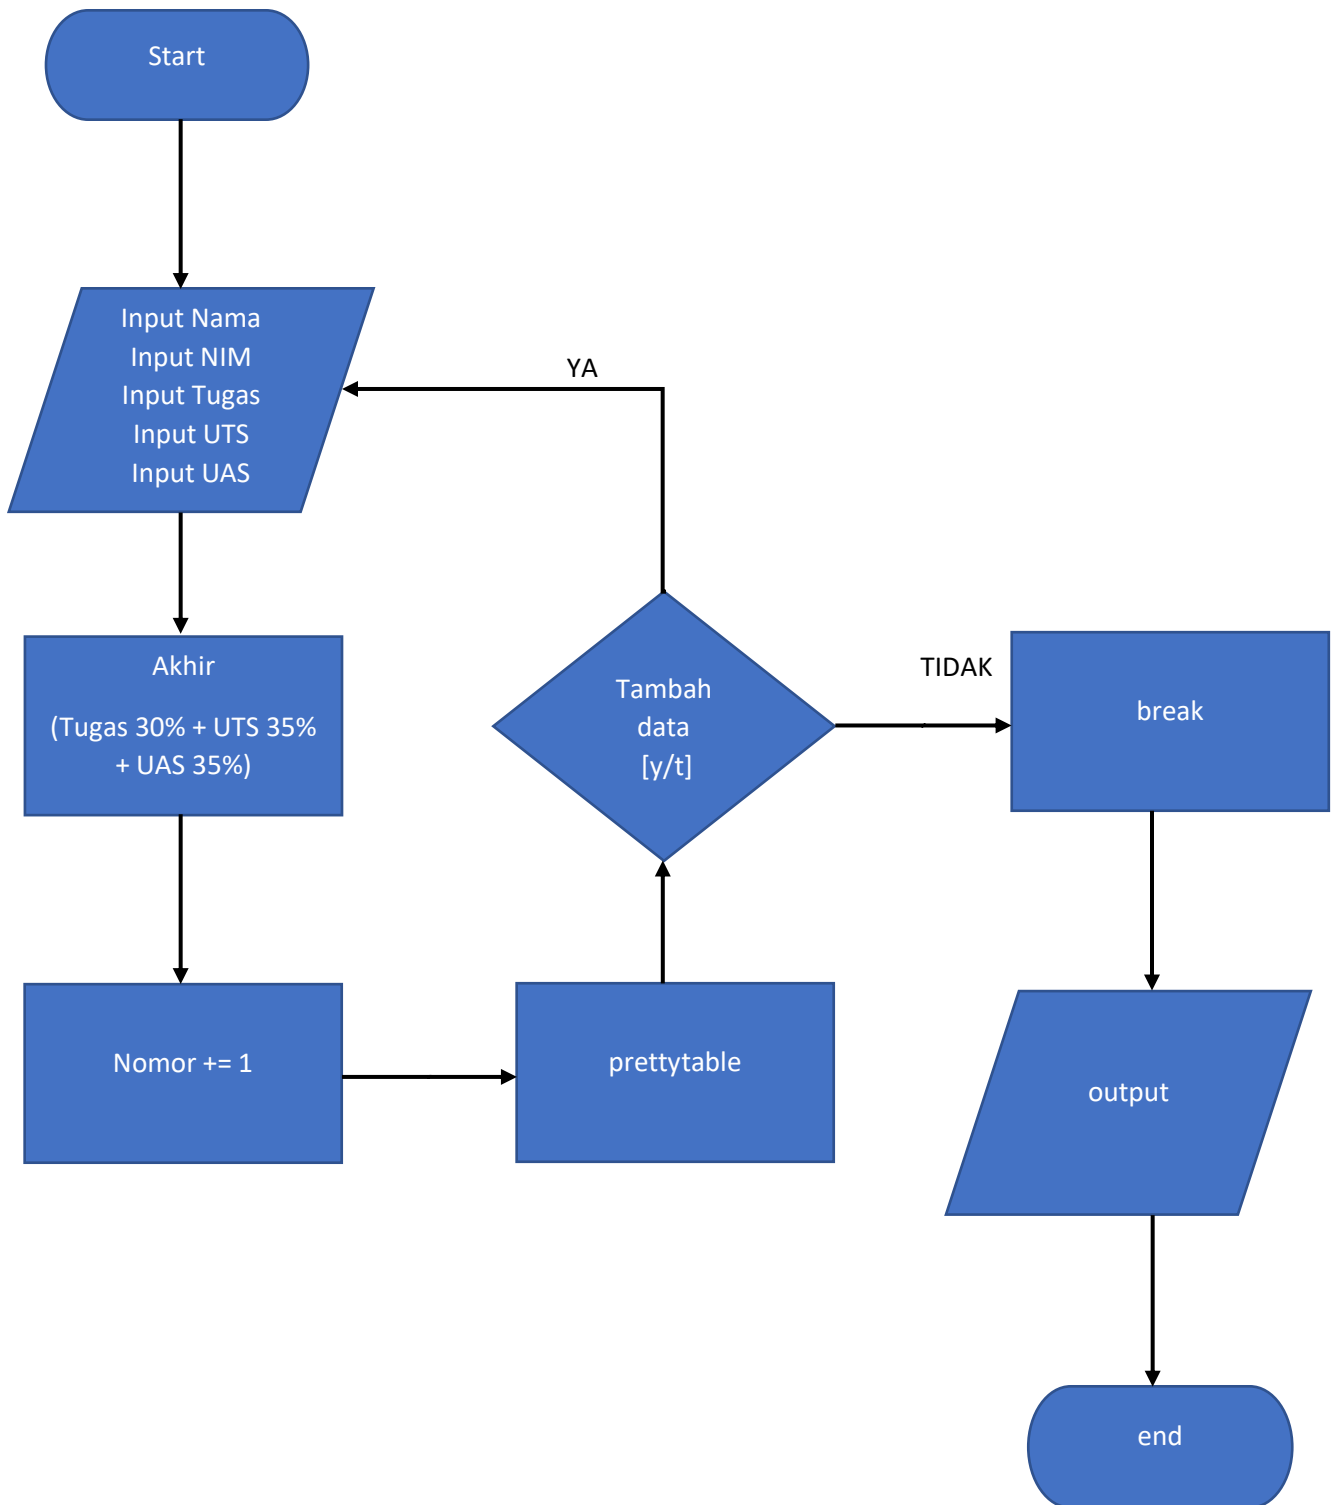 Start
Input Nama
Input NIM
Input Tugas
Input UTS
Input UAS
YA
Akhir
(Tugas 30% + UTS 35%
+ UAS 35%)
Tambah
data
[y/t]
TIDAK
break
Nomor += 1
prettytable
output
end